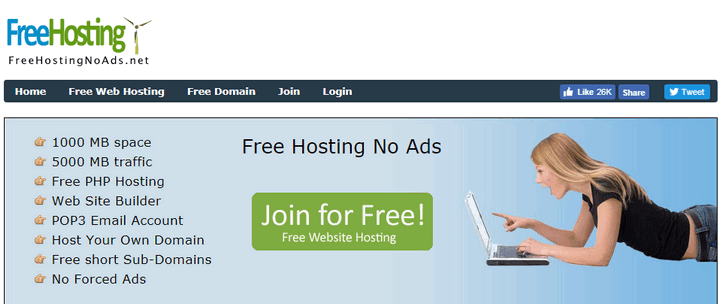 FreeHosting
FreeHostingNoAds.net
Home Free Web Hosting Free Domain Join Login Like 26K Share Tweet
1000 MB space
5000 MB traffic
Free PHP Hosting
Web Site Builder
POP3 Email Account
Host Your Own Domain
Free short Sub-Domains
No Forced Ads
Free Hosting No Ads
Join for Free!
Free Website Hosting